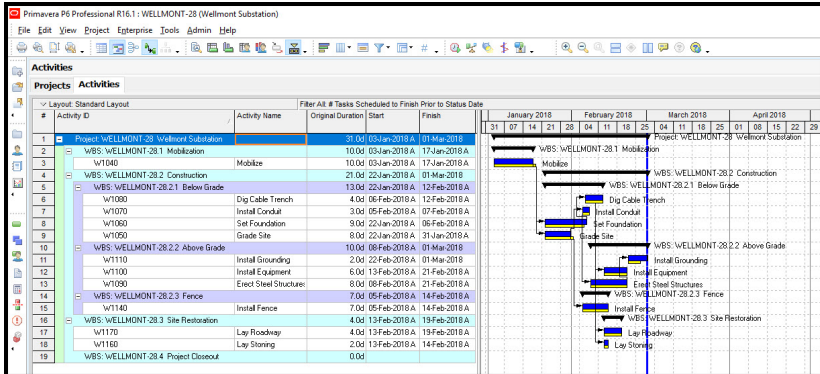 Primavera P6 Professional R16.1 : WELLMONT-28 (Wellmont Substation)
File Edit View Project Enterprise Tools Admin Help
Activities
Projects Activities
Layout: Standard Layout Filter All: # Tasks Scheduled to Finish Prior to Status Date
# Activity ID Activity Name Original Duration Start Finish January 2018 February 2018 March 2018 April 2018
31 07 14 21 28 04 11 18 25 04 11 18 25 01 08 15 22 29
1 Project: WELLMONT-28 Wellmont Substation 31.0d 03-Jan-2018 A 01-Mar-2018 Project: WELLMONT-28 Wellmont Substation
2 WBS: WELLMONT-28.1 Mobilization 10.0d 03-Jan-2018 A 17-Jan-2018 A WBS: WELLMONT-28.1 Mobilization
3 W1040 Mobilize 10.0d 03-Jan-2018 A 17-Jan-2018 A Mobilize
4 WBS: WELLMONT-28.2 Construction 21.0d 22-Jan-2018 A 01-Mar-2018 WBS: WELLMONT-28.2 Construction
5 WBS: WELLMONT-28.2.1 Below Grade 13.0d 22-Jan-2018 A 12-Feb-2018 A WBS: WELLMONT-28.2.1 Below Grade
6 W1080 Dig Cable Trench 4.0d 06-Feb-2018 A 12-Feb-2018 A Dig Cable Trench
7 W1070 Install Conduit 3.0d 05-Feb-2018 A 07-Feb-2018 A Install Conduit
8 W1060 Set Foundation 9.0d 22-Jan-2018 A 06-Feb-2018 A Set Foundation
9 W1050 Grade Site 8.0d 22-Jan-2018 A 31-Jan-2018 A Grade Site
10 WBS: WELLMONT-28.2.2 Above Grade 10.0d 08-Feb-2018 A 01-Mar-2018 WBS: WELLMONT-28.2.2 Above Grade
11 W1110 Install Grounding 2.0d 22-Feb-2018 A 01-Mar-2018 Install Grounding
12 W1100 Install Equipment 6.0d 13-Feb-2018 A 21-Feb-2018 A Install Equipment
13 W1090 Erect Steel Structures 8.0d 08-Feb-2018 A 21-Feb-2018 A Erect Steel Structures
14 WBS: WELLMONT-28.2.3 Fence 7.0d 05-Feb-2018 A 14-Feb-2018 A WBS: WELLMONT-28.2.3 Fence
15 W1140 Install Fence 7.0d 05-Feb-2018 A 14-Feb-2018 A Install Fence
16 WBS: WELLMONT-28.3 Site Restoration 4.0d 13-Feb-2018 A 19-Feb-2018 A WBS: WELLMONT-28.3 Site Restoration
17 W1170 Lay Roadway 4.0d 13-Feb-2018 A 19-Feb-2018 A Lay Roadway
18 W1160 Lay Stoning 2.0d 13-Feb-2018 A 14-Feb-2018 A Lay Stoning
19 WBS: WELLMONT-28.4 Project Closeout 0.0d